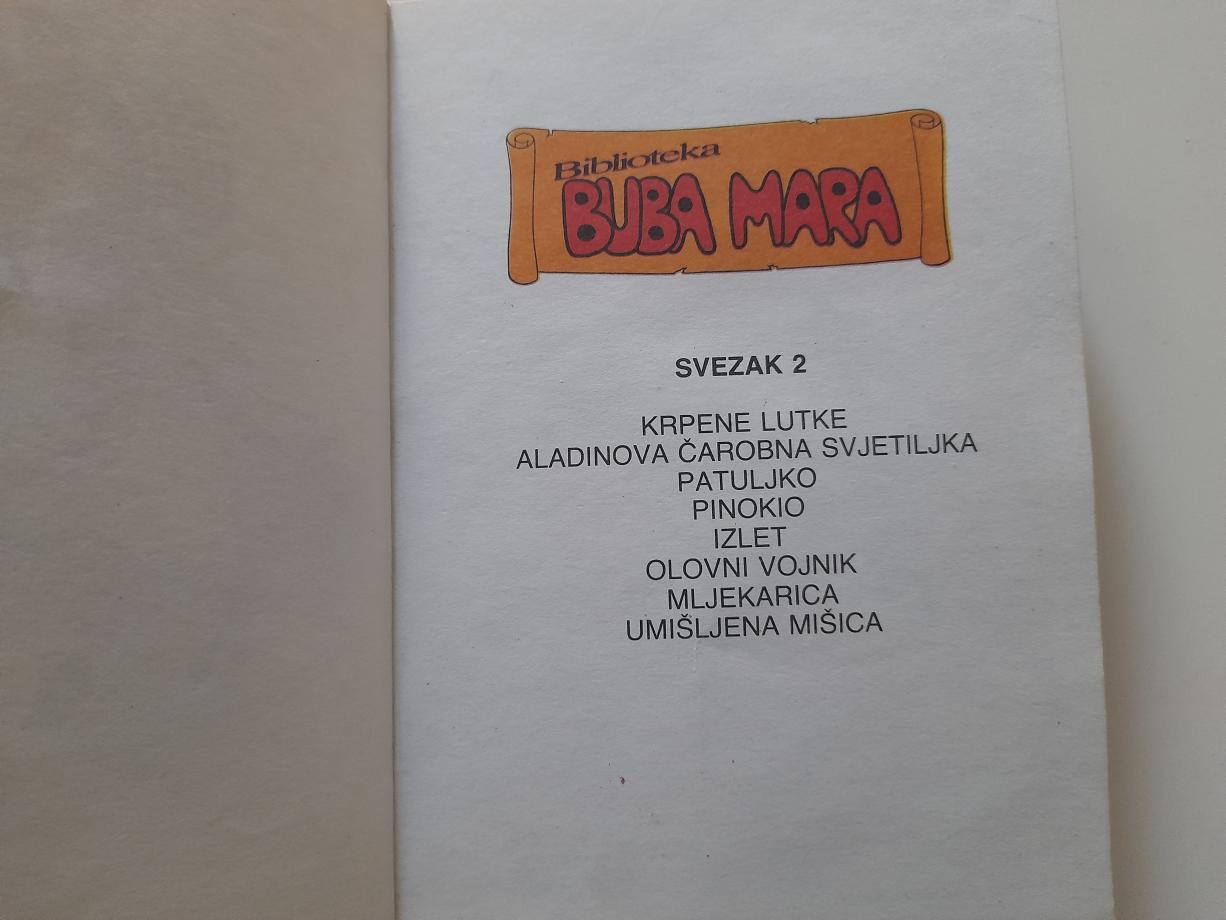 Biblioteka
BUBA MARA
SVEZAK 2
KRPENE LUTKE
ALADINOVA ČAROBNA SVJETILJKA
PATULJKO
PINOKIO
IZLET
OLOVNI VOJNIK
MLJEKARICA
UMIŠLJENA MIŠICA